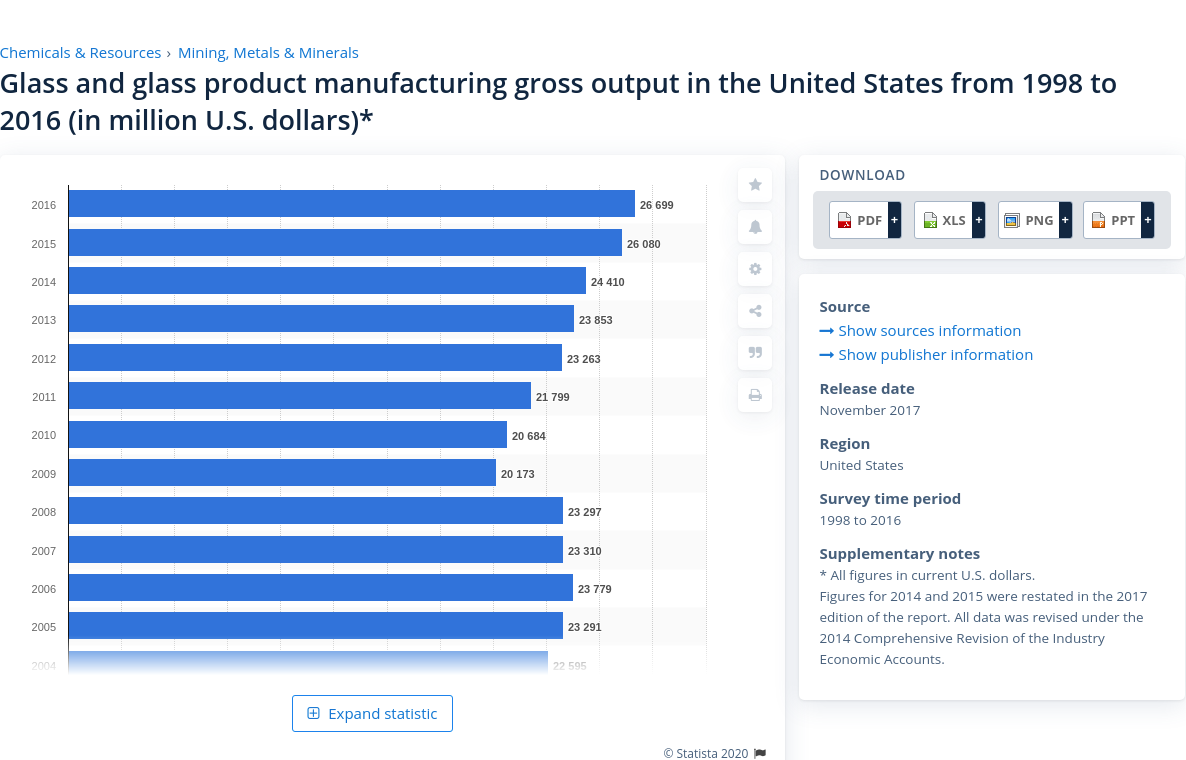 Chemicals & Resources › Mining, Metals & Minerals
Glass and glass product manufacturing gross output in the United States from 1998 to
2016 (in million U.S. dollars)*
2016 26 699
2015 26 080
2014 24 410
2013 23 853
2012 23 263
2011 21 799
2010 20 684
2009 20 173
2008 23 297
2007 23 310
2006 23 779
2005 23 291
2004 22 595
Expand statistic
© Statista 2020
DOWNLOAD
PDF + XLS + PNG + PPT +
Source
Show sources information
Show publisher information
Release date
November 2017
Region
United States
Survey time period
1998 to 2016
Supplementary notes
* All figures in current U.S. dollars.
Figures for 2014 and 2015 were restated in the 2017
edition of the report. All data was revised under the
2014 Comprehensive Revision of the Industry
Economic Accounts.